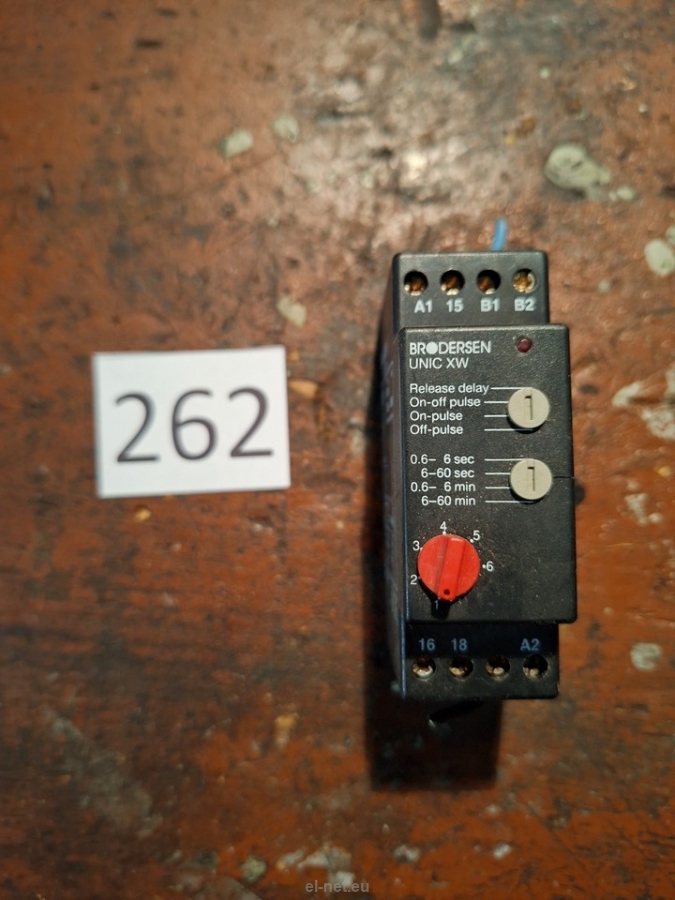 A1 15 B1 B2
BRODERSEN
UNIC XW
Release delay
On-off pulse
On-pulse
Off-pulse
1
0.6– 6 sec
6–60 sec
0.6– 6 min
6–60 min
1
262
4
3 5
2 6
1
16 18 A2
el-net.eu